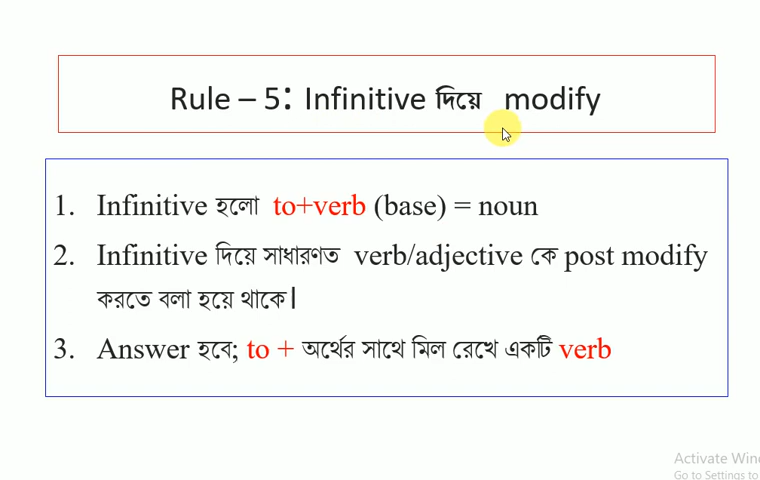 Rule – 5: Infinitive দিয়ে modify
1. Infinitive হলো to+verb (base) = noun
2. Infinitive দিয়ে সাধারণত verb/adjective কে post modify
করতে বলা হয়ে থাকে।
3. Answer হবে; to + অর্থের সাথে মিল রেখে একটি verb
Activate Win
Go to Settings to